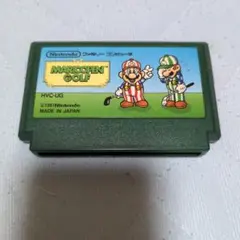 Nintendo
MARIO OPEN
GOLF
HVC-UG
MADE IN JAPAN